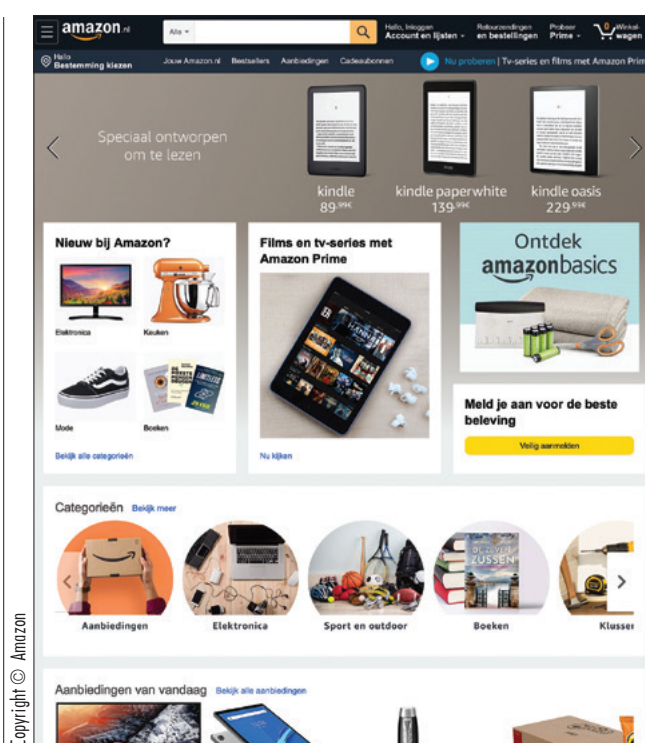 amazon.nl
Alle
Hallo, Inloggen
Account en lijsten
Retourzendingen
en bestellingen
Probeer
Prime
0
Winkel-
wagen
Hallo
Bestemming kiezen
Jouw Amazon.nl Bestsellers Aanbiedingen Cadeaubonnen
Nu proberen | Tv-series en films met Amazon Prim
Speciaal ontworpen
om te lezen
kindle
89,99€
kindle paperwhite
139,99€
kindle oasis
229,99€
Nieuw bij Amazon?
Elektronica
Keuken
Mode
Boeken
Bekijk alle categorieën
Films en tv-series met
Amazon Prime
HANNA
Nu kijken
Ontdek
amazonbasics
Meld je aan voor de beste
beleving
Veilig aanmelden
Categorieën Bekijk meer
DE ZEVEN
ZUSSEN
Aanbiedingen
Elektronica
Sport en outdoor
Boeken
Klusser
Aanbiedingen van vandaag Bekijk alle aanbiedingen
Copyright © Amazon